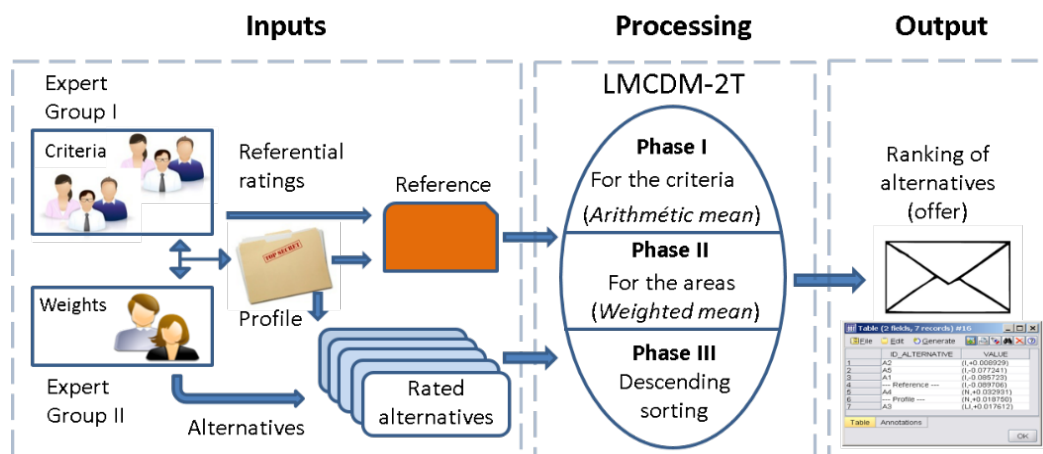 Inputs
Processing
Output
Expert
Group I
Criteria
Referential
ratings
Reference
TOP SECRET
Weights
Profile
Expert
Group II
Alternatives
Rated
alternatives
LMCDM-2T
Phase I
For the criteria
(Arithmétic mean)
Phase II
For the areas
(Weighted mean)
Phase III
Descending
sorting
Ranking of
alternatives
(offer)
Table (2 fields, 7 records) #16
File Edit Generate
ID_ALTERNATIVE VALUE
1 A2 (I,+0.008929)
2 A5 (I,-0.077241)
3 A1 (I,-0.085723)
4 --- Reference --- (I,-0.089706)
5 A4 (N,+0.032931)
6 --- Profile --- (N,+0.018750)
7 A3 (LI,+0.017612)
Table Annotations
OK